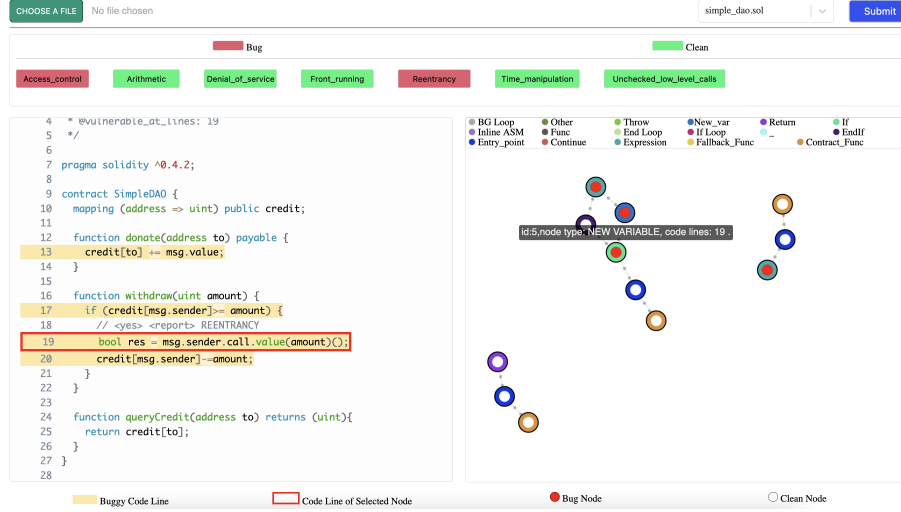 CHOOSE A FILE No file chosen simple_dao.sol Submit
Bug Clean
Access_control Arithmetic Denial_of_service Front_running Reentrancy Time_manipulation Unchecked_low_level_calls
4 * @vulnerable_at_lines: 19
5 */
6
7 pragma solidity ^0.4.2;
8
9 contract SimpleDAO {
10 mapping (address => uint) public credit;
11
12 function donate(address to) payable {
13 credit[to] += msg.value;
14 }
15
16 function withdraw(uint amount) {
17 if (credit[msg.sender]>= amount) {
18 // <yes> <report> REENTRANCY
19 bool res = msg.sender.call.value(amount)();
20 credit[msg.sender]-=amount;
21 }
22 }
23
24 function queryCredit(address to) returns (uint){
25 return credit[to];
26 }
27 }
28
BG Loop Other Throw New_var Return If
Inline ASM Func End Loop If Loop _ EndIf
Entry_point Continue Expression Fallback_Func Contract_Func
id:5,node type: NEW VARIABLE, code lines: 19 .
Buggy Code Line Code Line of Selected Node Bug Node Clean Node